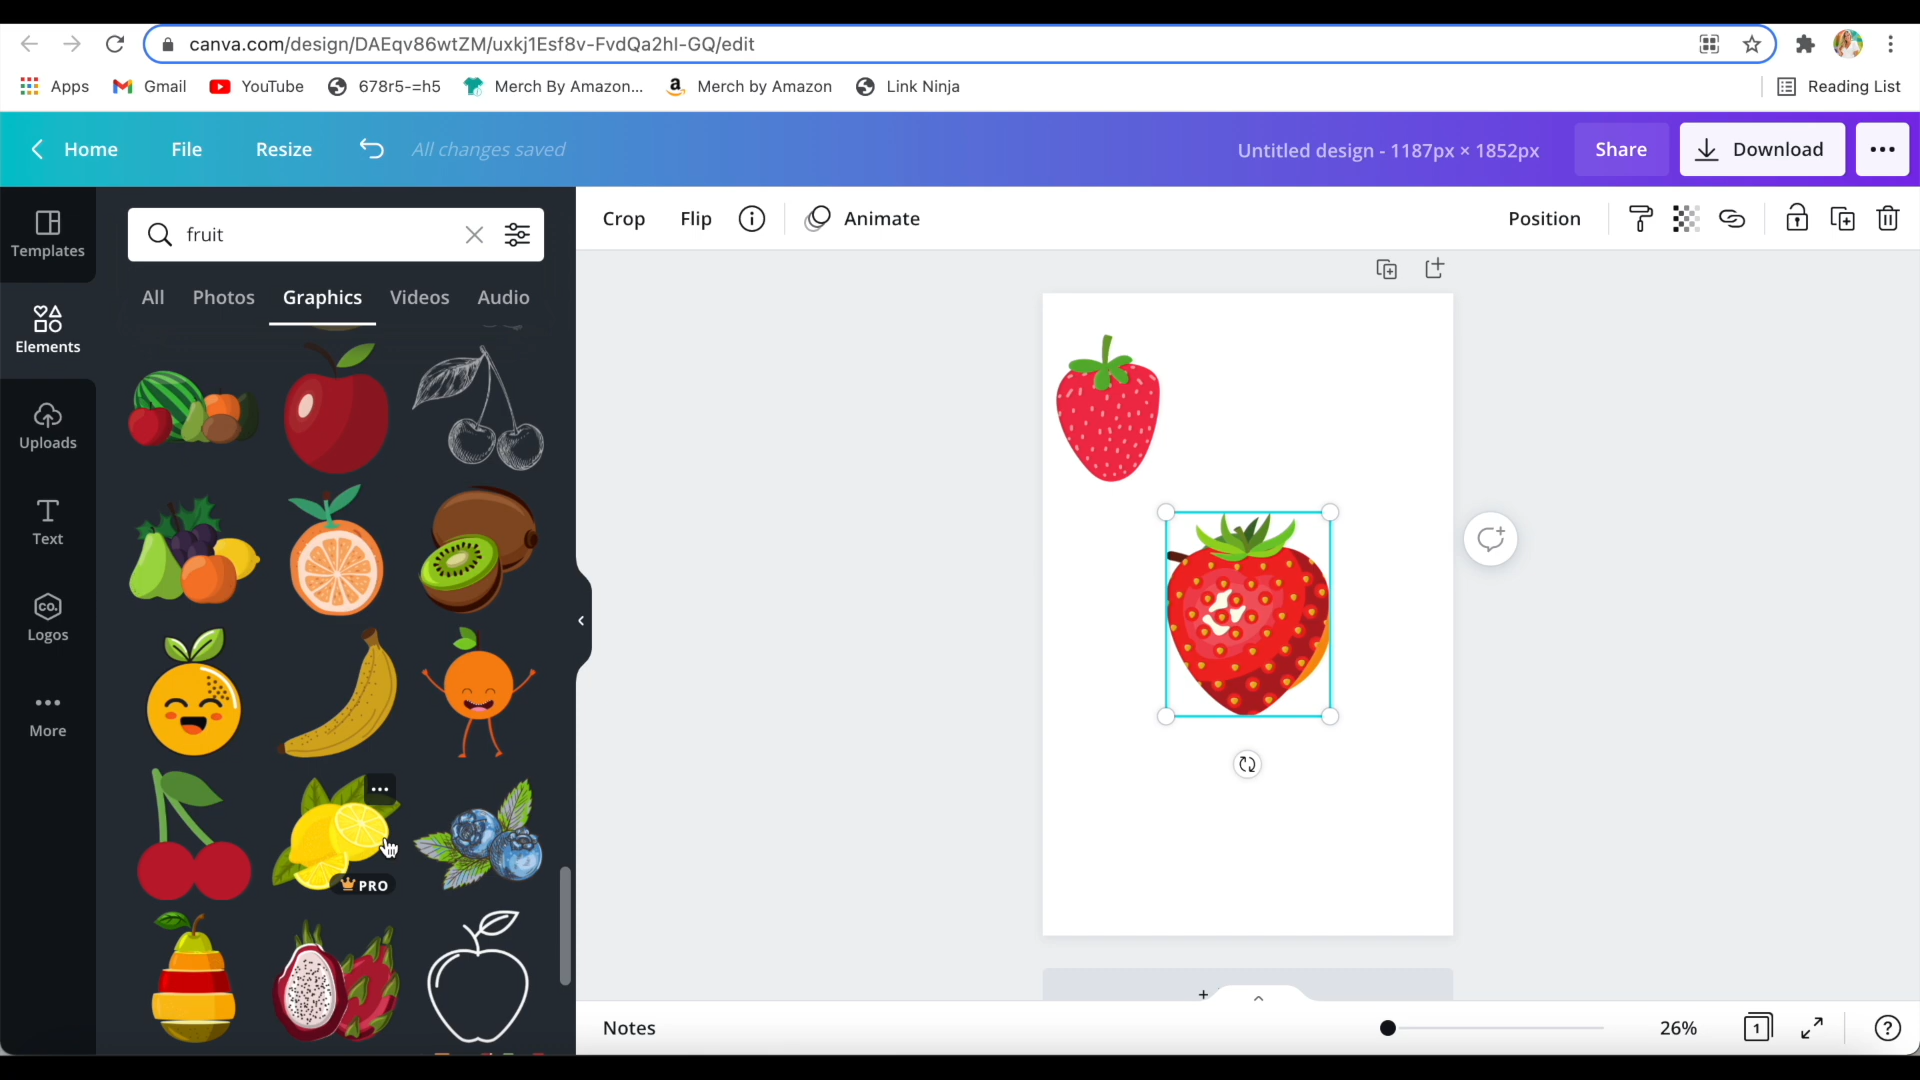 canva.com/design/DAEqv86wtZM/uxkj1Esf8v-FvdQa2hI-GQ/edit
Apps Gmail YouTube 678r5-=h5 Merch By Amazon... Merch by Amazon Link Ninja Reading List
Home File Resize All changes saved Untitled design - 1187px × 1852px Share Download
Templates
Elements
Uploads
Text
CO.
Logos
More
fruit
All Photos Graphics Videos Audio
PRO
Crop Flip Animate Position
Notes 26% 1